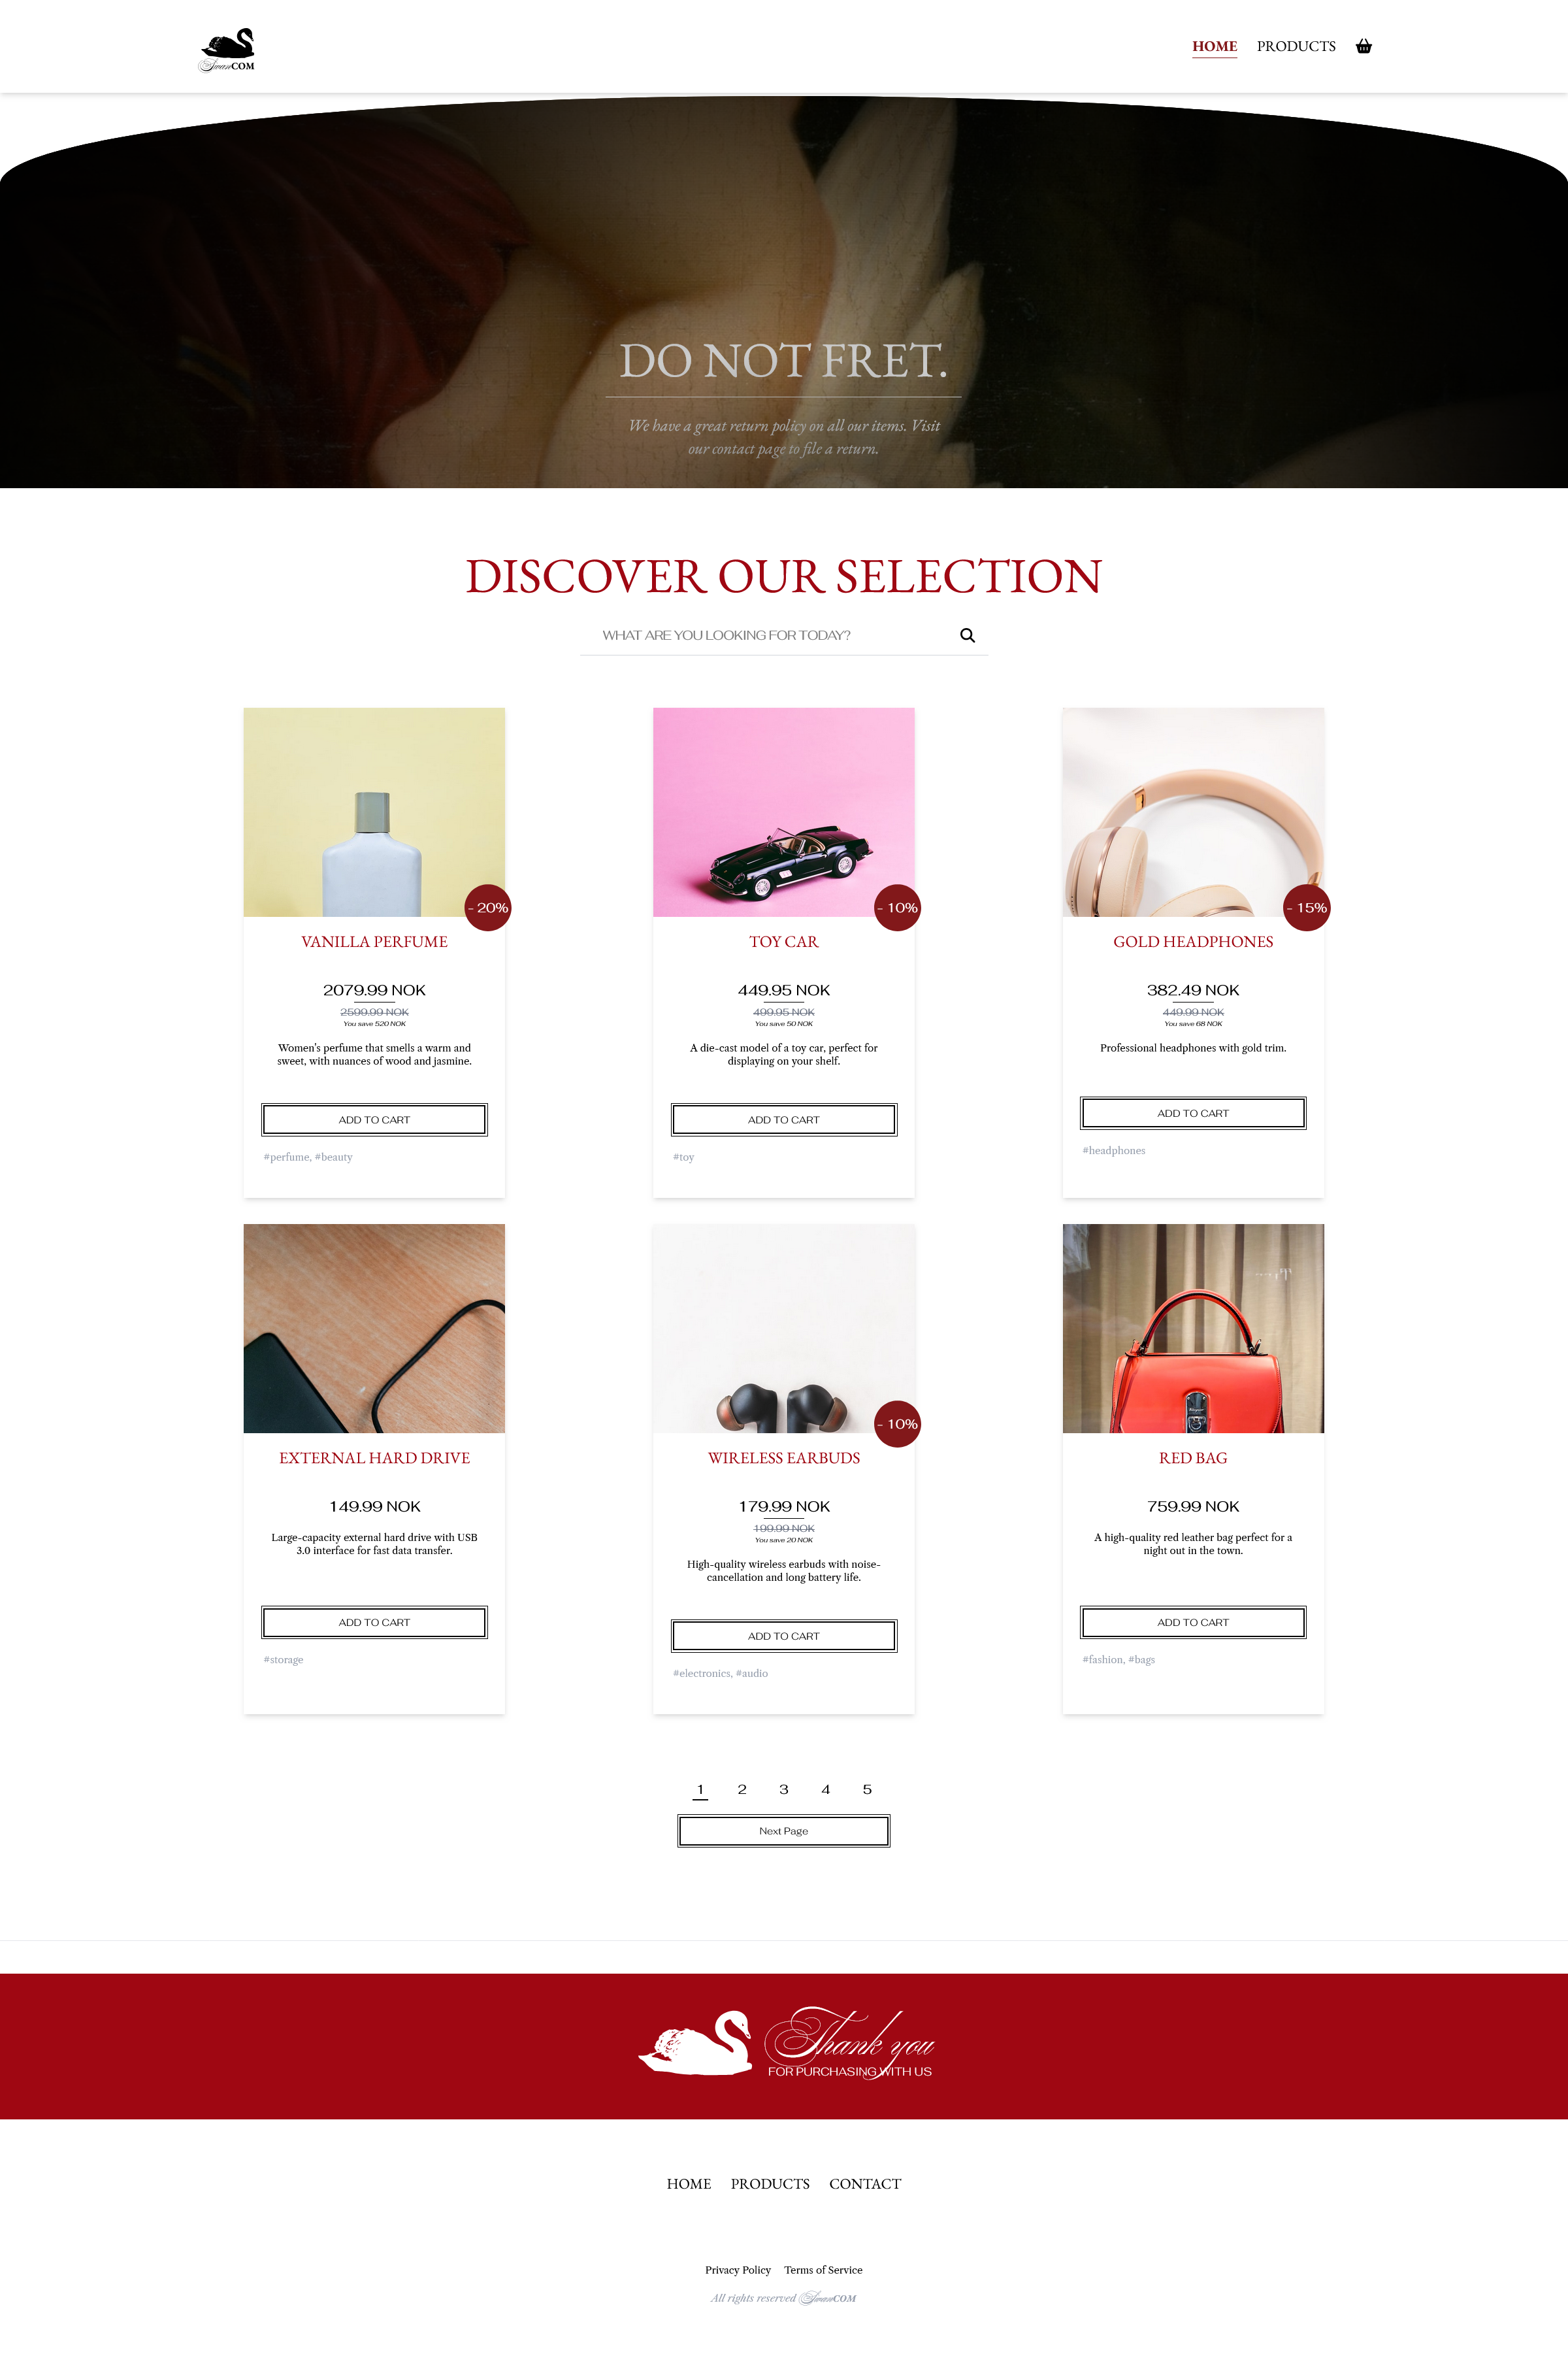 SwanCOM
HOME PRODUCTS
DO NOT FRET.
We have a great return policy on all our items. Visit
our contact page to file a return.
DISCOVER OUR SELECTION
WHAT ARE YOU LOOKING FOR TODAY?
- 20%
VANILLA PERFUME
2079.99 NOK
2599.99 NOK
You save 520 NOK
Women's perfume that smells a warm and
sweet, with nuances of wood and jasmine.
ADD TO CART
#perfume, #beauty
- 10%
TOY CAR
449.95 NOK
499.95 NOK
You save 50 NOK
A die-cast model of a toy car, perfect for
displaying on your shelf.
ADD TO CART
#toy
- 15%
GOLD HEADPHONES
382.49 NOK
449.99 NOK
You save 68 NOK
Professional headphones with gold trim.
ADD TO CART
#headphones
EXTERNAL HARD DRIVE
149.99 NOK
Large-capacity external hard drive with USB
3.0 interface for fast data transfer.
ADD TO CART
#storage
- 10%
WIRELESS EARBUDS
179.99 NOK
199.99 NOK
You save 20 NOK
High-quality wireless earbuds with noise-
cancellation and long battery life.
ADD TO CART
#electronics, #audio
RED BAG
759.99 NOK
A high-quality red leather bag perfect for a
night out in the town.
ADD TO CART
#fashion, #bags
1 2 3 4 5
Next Page
Thank you
FOR PURCHASING WITH US
HOME PRODUCTS CONTACT
Privacy Policy Terms of Service
All rights reserved SwanCOM